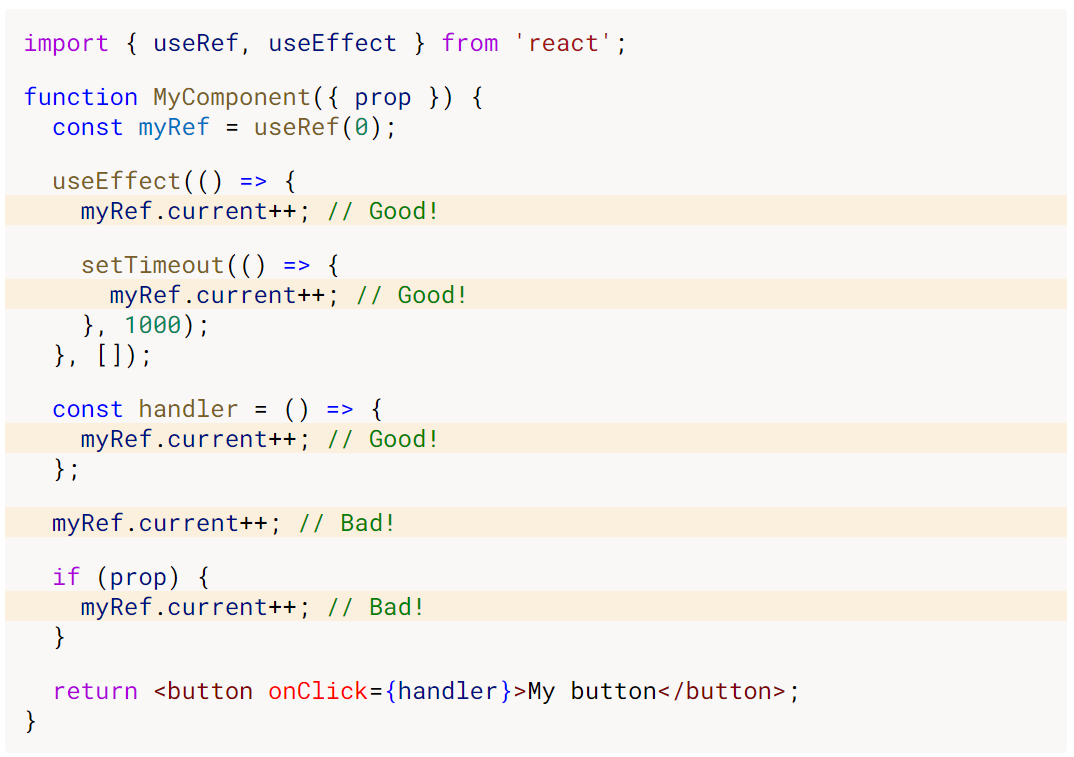 import { useRef, useEffect } from 'react';
function MyComponent({ prop }) {
  const myRef = useRef(0);
  useEffect(() => {
    myRef.current++; // Good!
    setTimeout(() => {
      myRef.current++; // Good!
    }, 1000);
  }, []);
  const handler = () => {
    myRef.current++; // Good!
  };
  myRef.current++; // Bad!
  if (prop) {
    myRef.current++; // Bad!
  }
  return <button onClick={handler}>My button</button>;
}